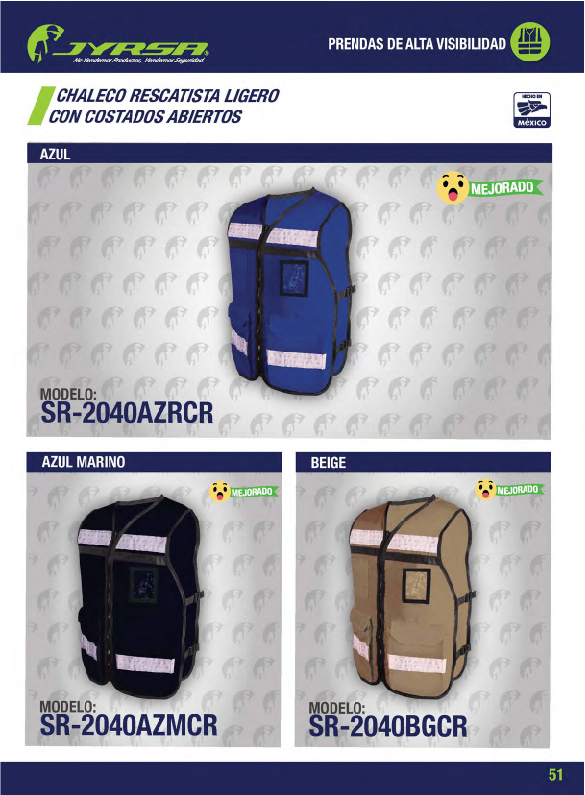 JYRSA®
No Vendemos Productos, Vendemos Seguridad
PRENDAS DE ALTA VISIBILIDAD
CHALECO RESCATISTA LIGERO
CON COSTADOS ABIERTOS
HECHO EN
MÉXICO
AZUL
MEJORADO
MODELO:
SR-2040AZRCR
AZUL MARINO
MEJORADO
MODELO:
SR-2040AZMCR
BEIGE
MEJORADO
MODELO:
SR-2040BGCR
51